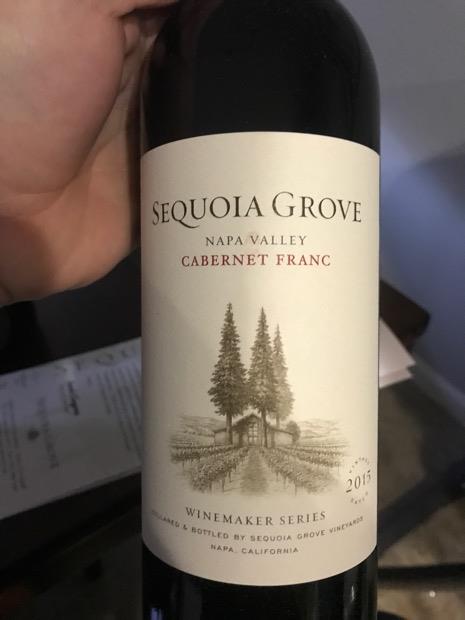 SEQUOIA GROVE
NAPA VALLEY
CABERNET FRANC
2015
WINEMAKER SERIES
CELLARED & BOTTLED BY SEQUOIA GROVE VINEYARDS
NAPA, CALIFORNIA